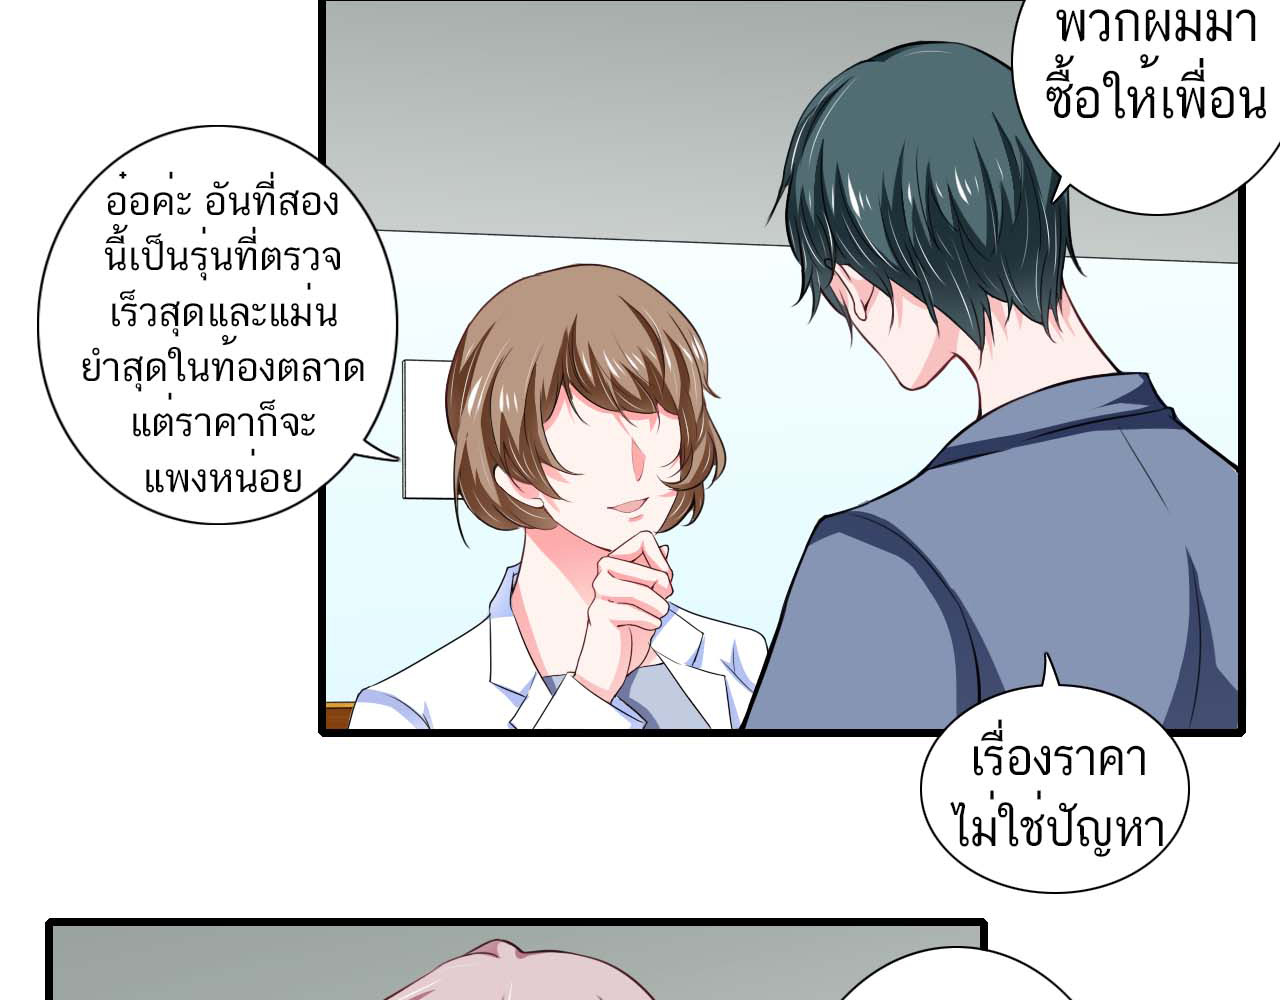 พวกผมมา
ซื้อให้เพื่อน
อ๋อค่ะ อันที่สอง
นี้เป็นรุ่นที่ตรวจ
เร็วสุดและแม่น
ยำสุดในท้องตลาด
แต่ราคาก็จะ
แพงหน่อย
เรื่องราคา
ไม่ใช่ปัญหา